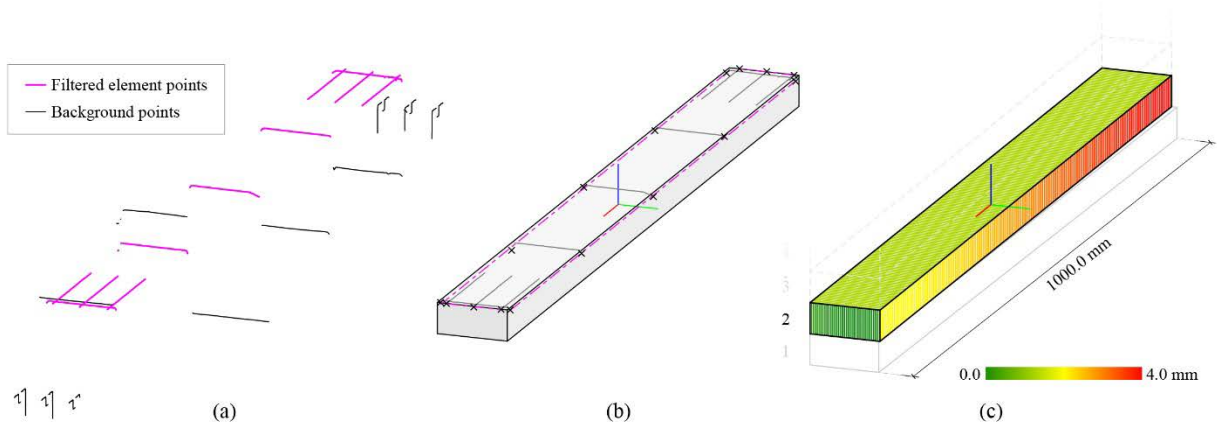 Filtered element points
Background points
3
2
1
1000.0 mm
0.0
4.0 mm
(a)
(b)
(c)